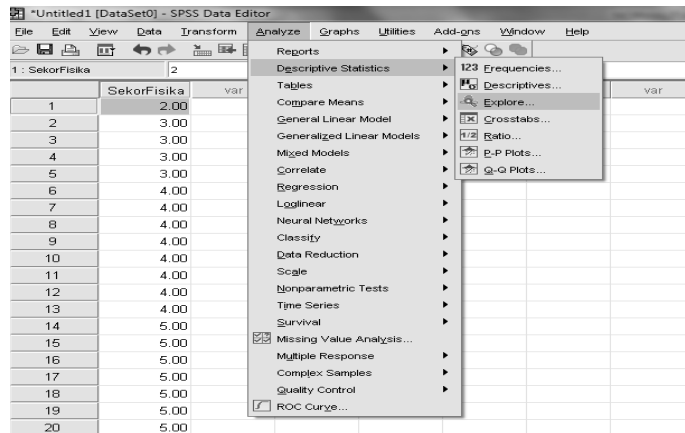 *Untitled1 [DataSet0] - SPSS Data Editor
File Edit View Data Transform Analyze Graphs Utilities Add-ons Window Help
1 : SekorFisika 2
SekorFisika var var
1 2.00
2 3.00
3 3.00
4 3.00
5 3.00
6 4.00
7 4.00
8 4.00
9 4.00
10 4.00
11 4.00
12 4.00
13 4.00
14 5.00
15 5.00
16 5.00
17 5.00
18 5.00
19 5.00
20 5.00
Reports
Descriptive Statistics
Tables
Compare Means
General Linear Model
Generalized Linear Models
Mixed Models
Correlate
Regression
Loglinear
Neural Networks
Classify
Data Reduction
Scale
Nonparametric Tests
Time Series
Survival
Missing Value Analysis...
Multiple Response
Complex Samples
Quality Control
ROC Curve...
123 Frequencies...
Descriptives...
Explore...
Crosstabs...
1/2 Ratio...
P-P Plots...
Q-Q Plots...